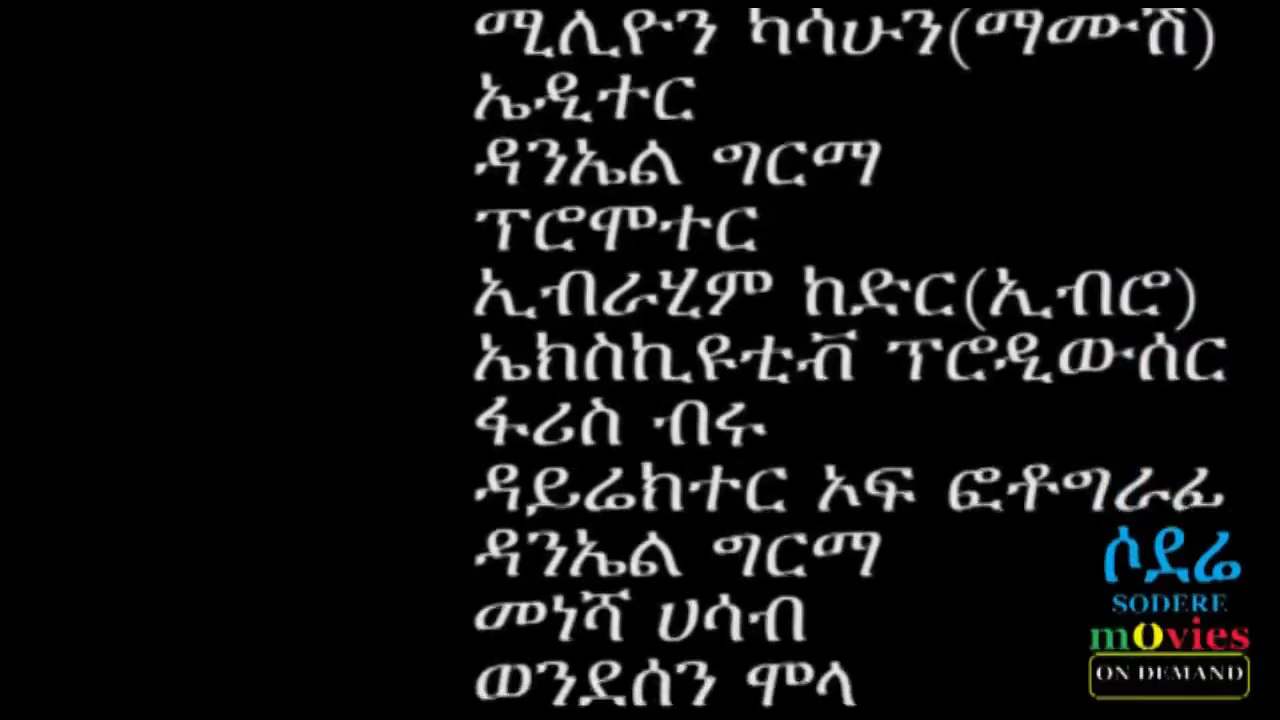 ሚሊዮን ካሳሁን(ማሙሽ)
ኤዲተር
ዳንኤል ግርማ
ፕሮሞተር
ኢብራሂም ከድር(ኢብሮ)
ኤክስኪዩቲቭ ፕሮዲውሰር
ፋሪስ ብሩ
ዳይሬክተር ኦፍ ፎቶግራፊ
ዳንኤል ግርማ
መነሻ ሀሳብ
ወንደሰን ሞላ
ሶደሬ
SODERE
mOvies
ON DEMAND